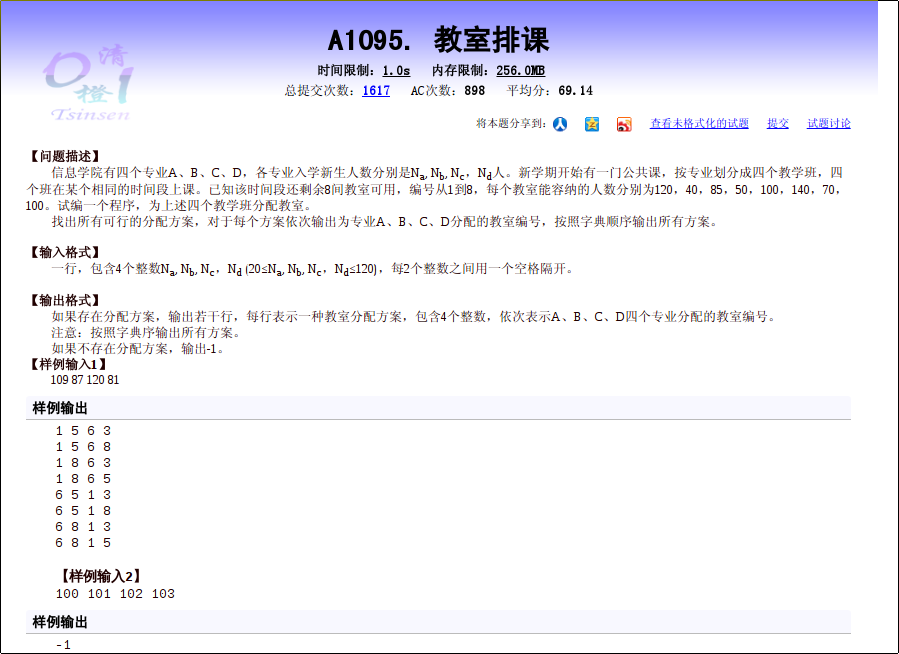 A1095. 教室排课
清橙
Tsinsen
时间限制：1.0s 内存限制：256.0MB
总提交次数：1617 AC次数：898 平均分：69.14
将本题分享到： 查看未格式化的试题 提交 试题讨论
【问题描述】
信息学院有四个专业A、B、C、D，各专业入学新生人数分别是Na, Nb, Nc，Nd人。新学期开始有一门公共课，按专业划分成四个教学班，四
个班在某个相同的时间段上课。已知该时间段还剩余8间教室可用，编号从1到8，每个教室能容纳的人数分别为120，40，85，50，100，140，70，
100。试编一个程序，为上述四个教学班分配教室。
找出所有可行的分配方案，对于每个方案依次输出为专业A、B、C、D分配的教室编号，按照字典顺序输出所有方案。
【输入格式】
一行，包含4个整数Na, Nb, Nc，Nd (20≤Na, Nb, Nc，Nd≤120)，每2个整数之间用一个空格隔开。
【输出格式】
如果存在分配方案，输出若干行，每行表示一种教室分配方案，包含4个整数，依次表示A、B、C、D四个专业分配的教室编号。
注意：按照字典序输出所有方案。
如果不存在分配方案，输出-1。
【样例输入1】
109 87 120 81
样例输出
1 5 6 3
1 5 6 8
1 8 6 3
1 8 6 5
6 5 1 3
6 5 1 8
6 8 1 3
6 8 1 5
【样例输入2】
100 101 102 103
样例输出
-1